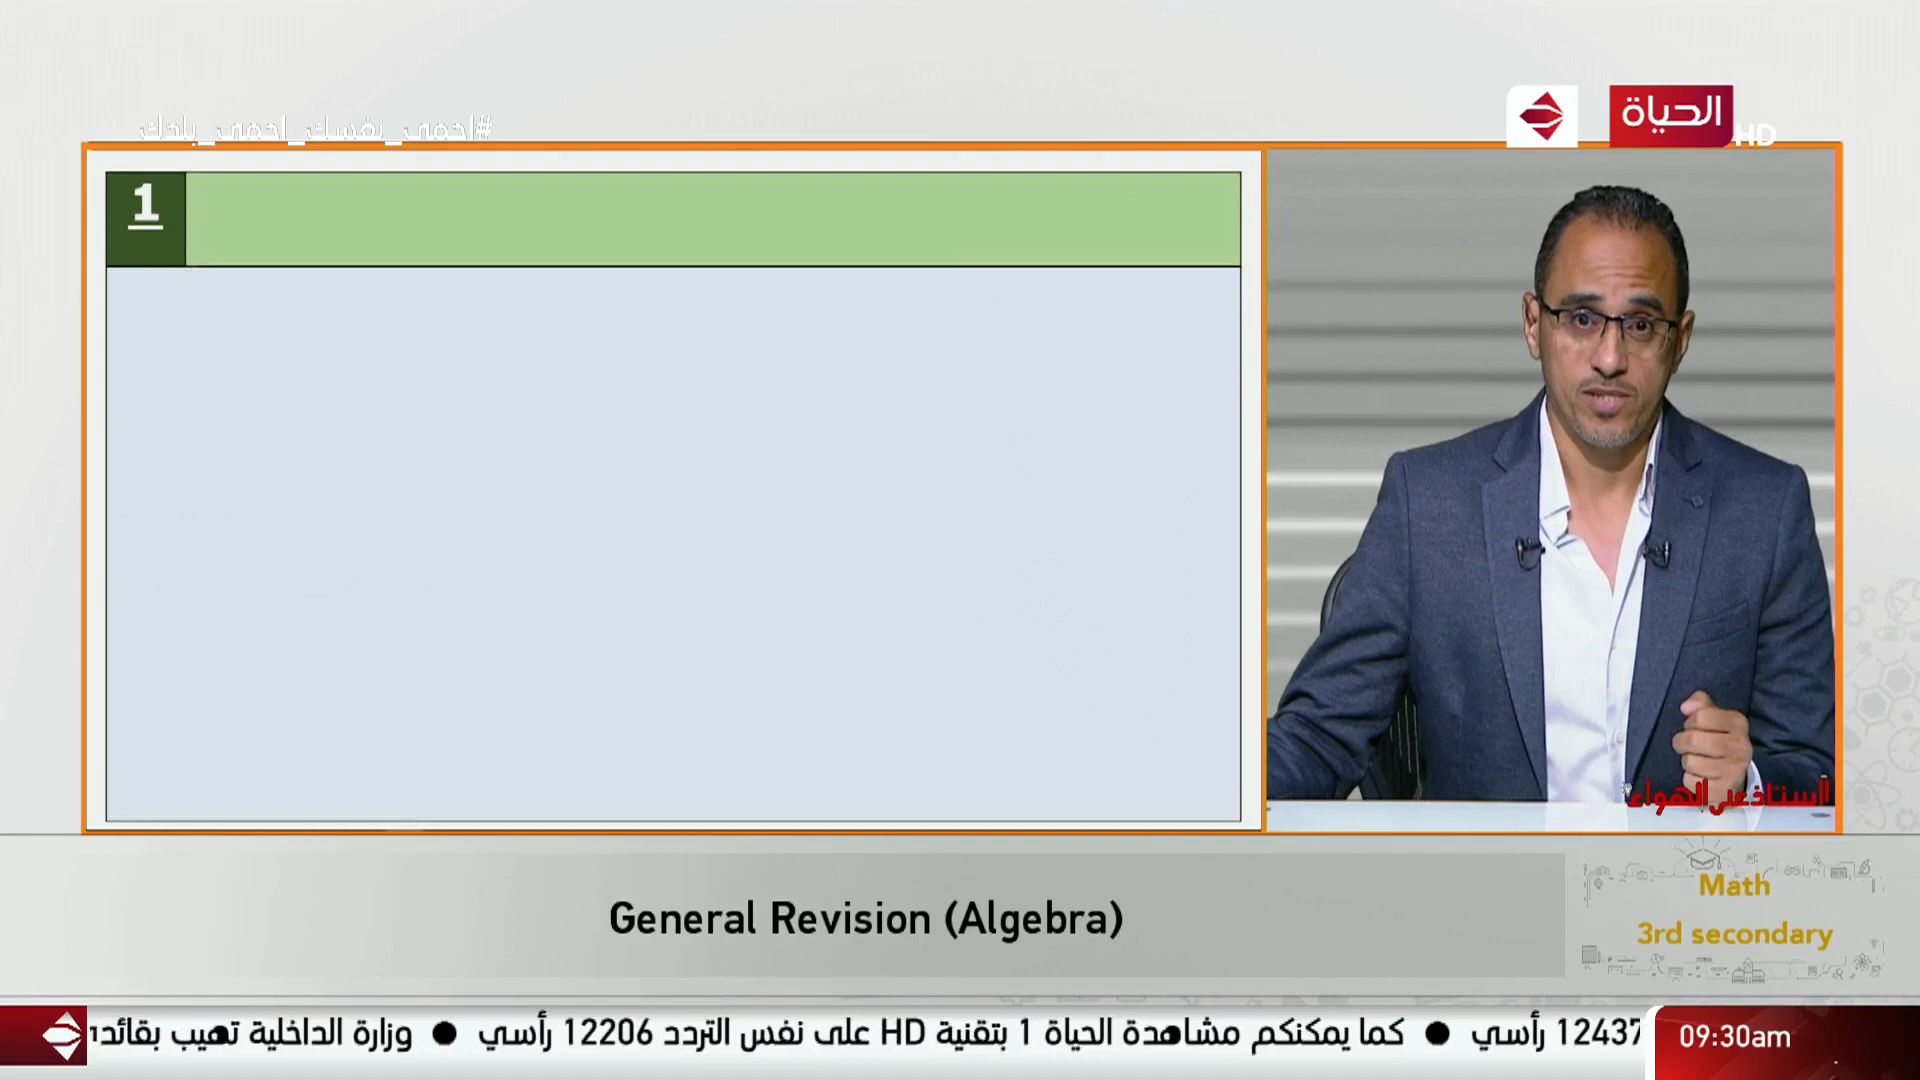 #احمي_نفسك_احمي_بلدك
الحياة
HD
1
أستاذ على الهواء
General Revision (Algebra)
Math
3rd secondary
12437 رأسي ● كما يمكنكم مشاهدة الحياة 1 بتقنية HD على نفس التردد 12206 رأسي ● وزارة الداخلية تهيب بقائد
09:30am